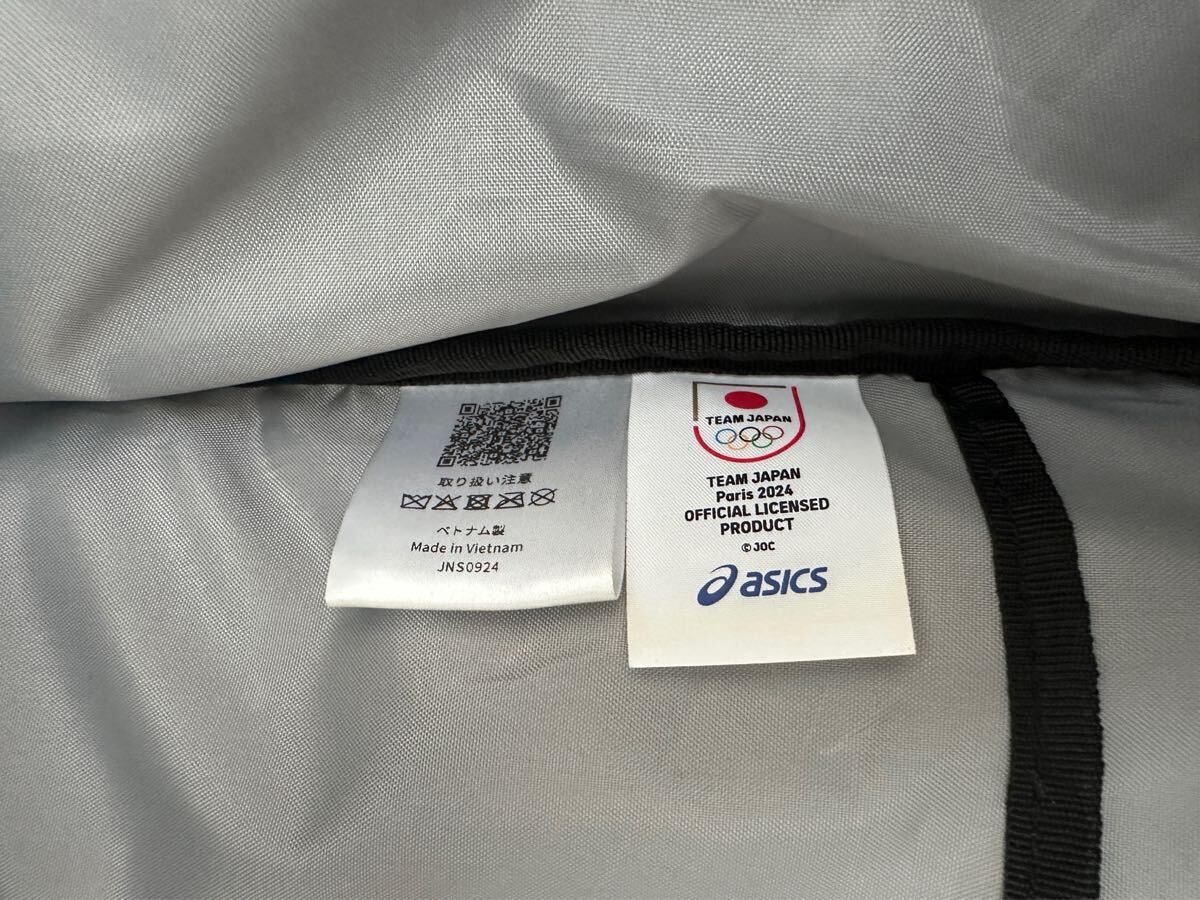 取り扱い注意
ベトナム製
Made in Vietnam
JNS0924
TEAM JAPAN
TEAM JAPAN
Paris 2024
OFFICIAL LICENSED
PRODUCT
©JOC
asics